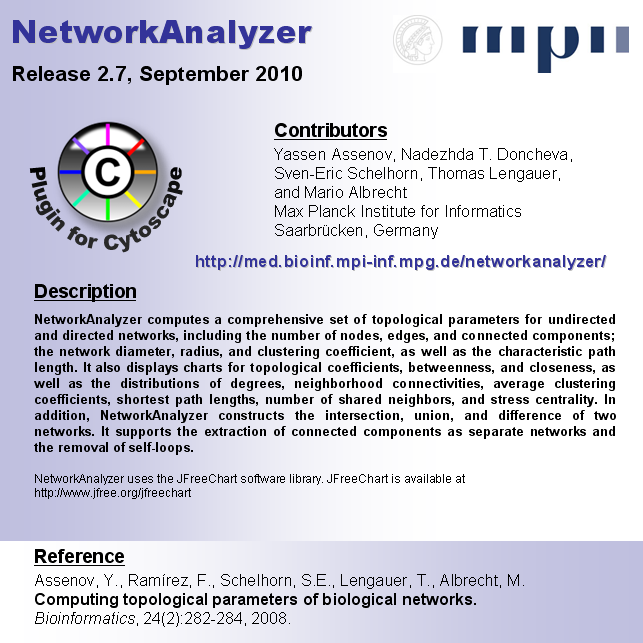 NetworkAnalyzer
mpii
Release 2.7, September 2010
C
Plugin for Cytoscape
Contributors
Yassen Assenov, Nadezhda T. Doncheva,
Sven-Eric Schelhorn, Thomas Lengauer,
and Mario Albrecht
Max Planck Institute for Informatics
Saarbrücken, Germany
http://med.bioinf.mpi-inf.mpg.de/networkanalyzer/
Description
NetworkAnalyzer computes a comprehensive set of topological parameters for undirected
and directed networks, including the number of nodes, edges, and connected components;
the network diameter, radius, and clustering coefficient, as well as the characteristic path
length. It also displays charts for topological coefficients, betweenness, and closeness, as
well as the distributions of degrees, neighborhood connectivities, average clustering
coefficients, shortest path lengths, number of shared neighbors, and stress centrality. In
addition, NetworkAnalyzer constructs the intersection, union, and difference of two
networks. It supports the extraction of connected components as separate networks and
the removal of self-loops.
NetworkAnalyzer uses the JFreeChart software library. JFreeChart is available at
http://www.jfree.org/jfreechart
Reference
Assenov, Y., Ramírez, F., Schelhorn, S.E., Lengauer, T., Albrecht, M.
Computing topological parameters of biological networks.
Bioinformatics, 24(2):282-284, 2008.